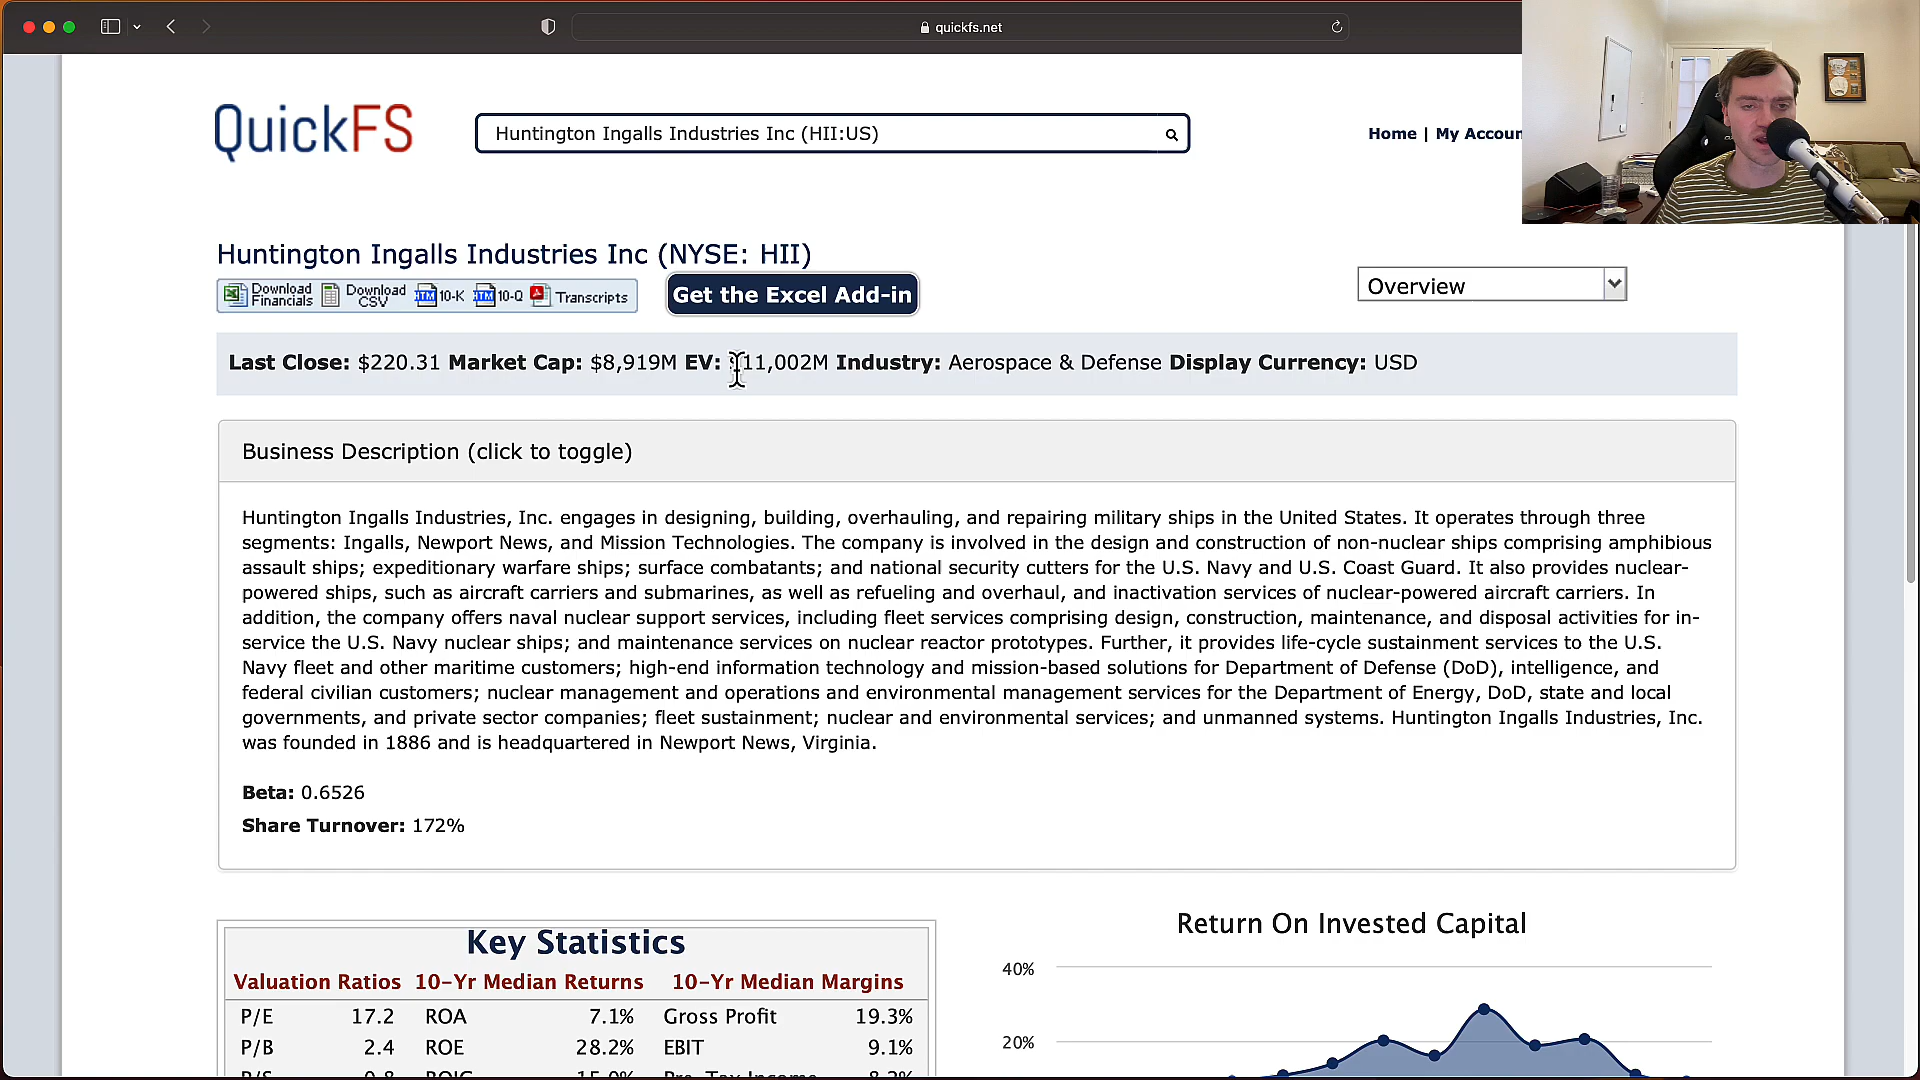 quickfs.net
QuickFS
Huntington Ingalls Industries Inc (HII:US)
Home | My Accoun
Huntington Ingalls Industries Inc (NYSE: HII)
Download Financials Download CSV 10-K 10-Q Transcripts
Get the Excel Add-in
Overview
Last Close: $220.31 Market Cap: $8,919M EV: $11,002M Industry: Aerospace & Defense Display Currency: USD
Business Description (click to toggle)
Huntington Ingalls Industries, Inc. engages in designing, building, overhauling, and repairing military ships in the United States. It operates through three
segments: Ingalls, Newport News, and Mission Technologies. The company is involved in the design and construction of non-nuclear ships comprising amphibious
assault ships; expeditionary warfare ships; surface combatants; and national security cutters for the U.S. Navy and U.S. Coast Guard. It also provides nuclear-
powered ships, such as aircraft carriers and submarines, as well as refueling and overhaul, and inactivation services of nuclear-powered aircraft carriers. In
addition, the company offers naval nuclear support services, including fleet services comprising design, construction, maintenance, and disposal activities for in-
service the U.S. Navy nuclear ships; and maintenance services on nuclear reactor prototypes. Further, it provides life-cycle sustainment services to the U.S.
Navy fleet and other maritime customers; high-end information technology and mission-based solutions for Department of Defense (DoD), intelligence, and
federal civilian customers; nuclear management and operations and environmental management services for the Department of Energy, DoD, state and local
governments, and private sector companies; fleet sustainment; nuclear and environmental services; and unmanned systems. Huntington Ingalls Industries, Inc.
was founded in 1886 and is headquartered in Newport News, Virginia.
Beta: 0.6526
Share Turnover: 172%
Key Statistics
Valuation Ratios 10-Yr Median Returns 10-Yr Median Margins
P/E 17.2 ROA 7.1% Gross Profit 19.3%
P/B 2.4 ROE 28.2% EBIT 9.1%
Return On Invested Capital
40%
20%